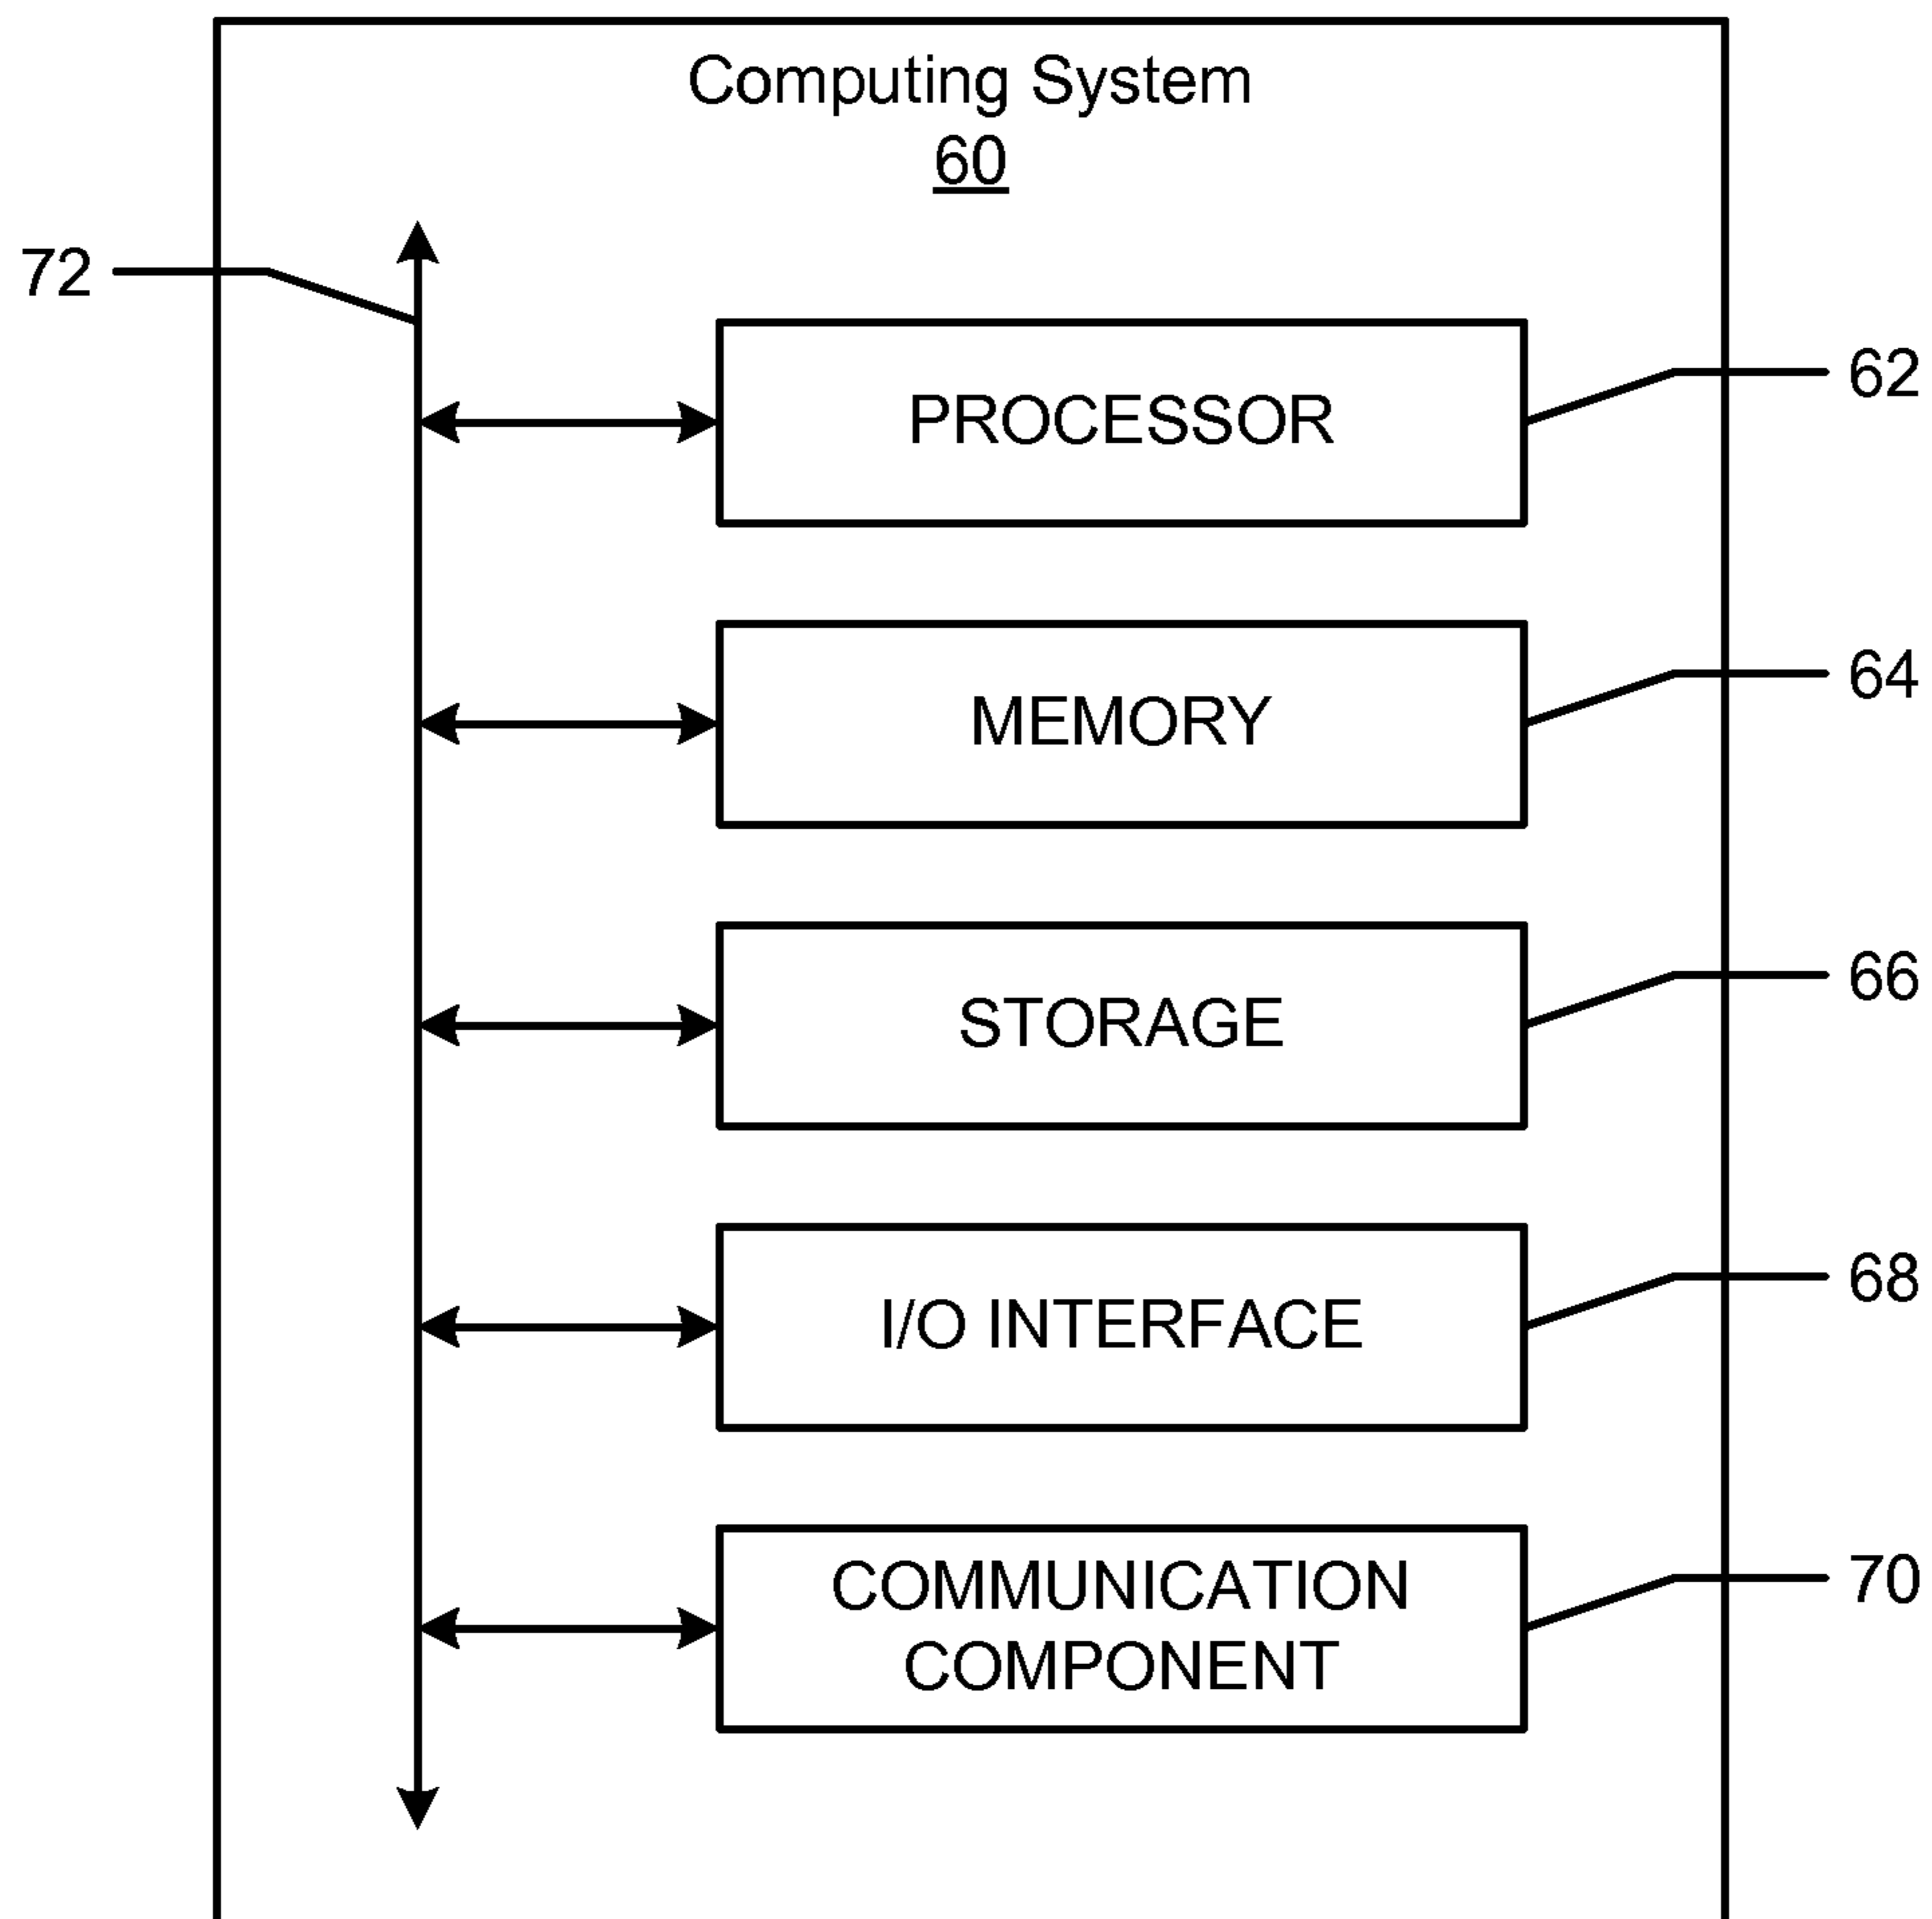 Computing System
60
72
PROCESSOR
62
MEMORY
64
STORAGE
66
I/O INTERFACE
68
COMMUNICATION
COMPONENT
70